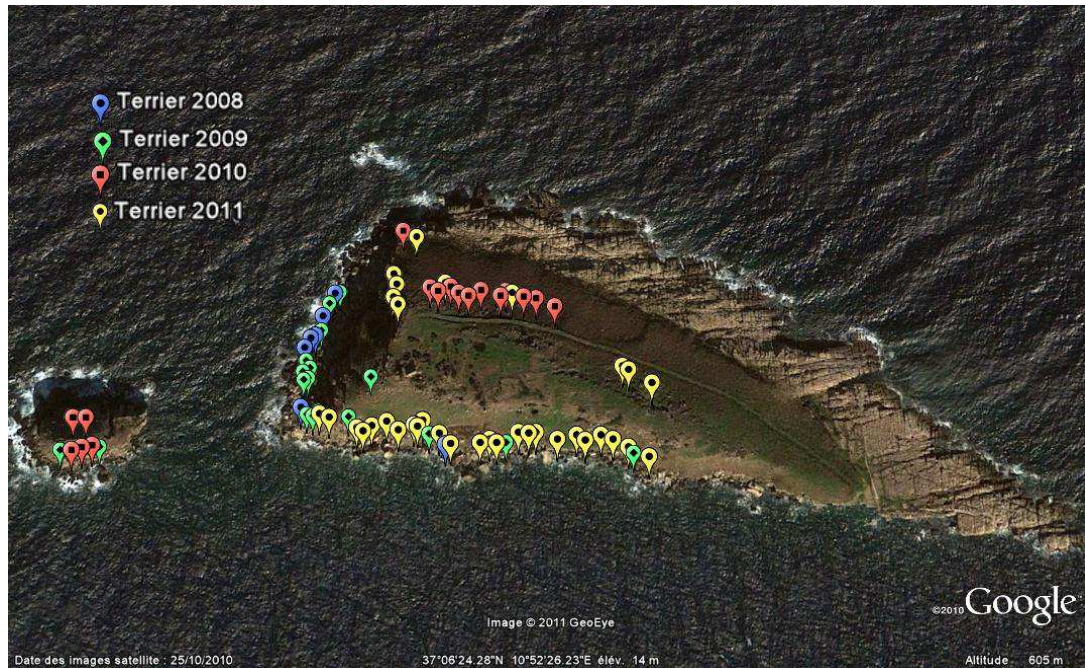 Terrier 2008
Terrier 2009
Terrier 2010
Terrier 2011
©2010 Google
Image © 2011 GeoEye
Date des images satellite : 25/10/2010 37°06'24.28"N 10°52'26.23"E élév. 14 m Altitude 605 m